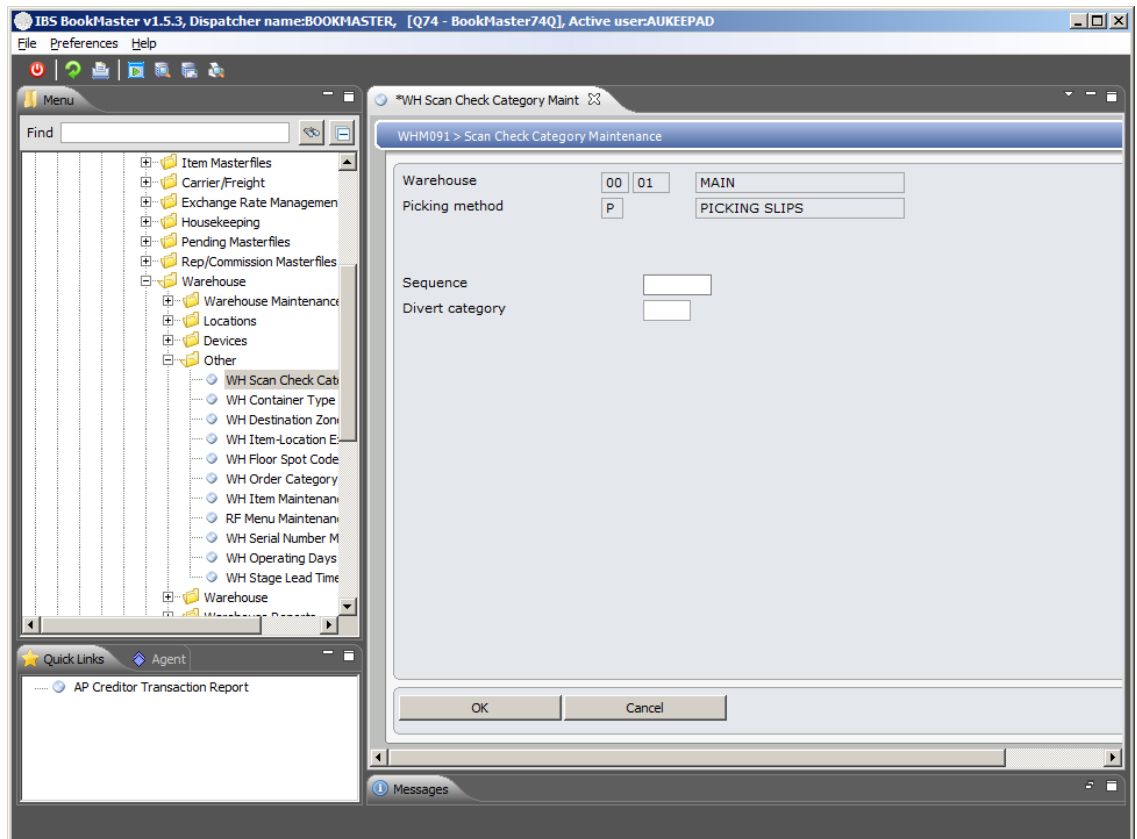 IBS BookMaster v1.5.3, Dispatcher name:BOOKMASTER, [Q74 - BookMaster74Q], Active user:AUKEEPAD
File Preferences Help
Menu
Find
Item Masterfiles
Carrier/Freight
Exchange Rate Managemen
Housekeeping
Pending Masterfiles
Rep/Commission Masterfiles
Warehouse
Warehouse Maintenance
Locations
Devices
Other
WH Scan Check Cat
WH Container Type
WH Destination Zon
WH Item-Location E
WH Floor Spot Code
WH Order Category
WH Item Maintenan
RF Menu Maintenan
WH Serial Number M
WH Operating Days
WH Stage Lead Time
Warehouse
Warehouse Reports
Quick Links Agent
AP Creditor Transaction Report
*WH Scan Check Category Maint
WHM091 > Scan Check Category Maintenance
Warehouse 00 01 MAIN
Picking method P PICKING SLIPS
Sequence
Divert category
OK Cancel
Messages